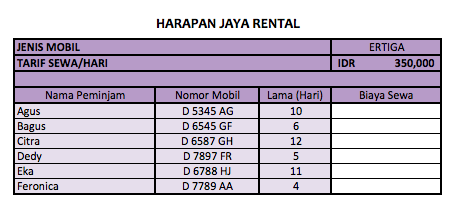 HARAPAN JAYA RENTAL
JENIS MOBIL ERTIGA
TARIF SEWA/HARI IDR 350,000
Nama Peminjam Nomor Mobil Lama (Hari) Biaya Sewa
Agus D 5345 AG 10
Bagus D 6545 GF 6
Citra D 6587 GH 12
Dedy D 7897 FR 5
Eka D 6788 HJ 11
Feronica D 7789 AA 4